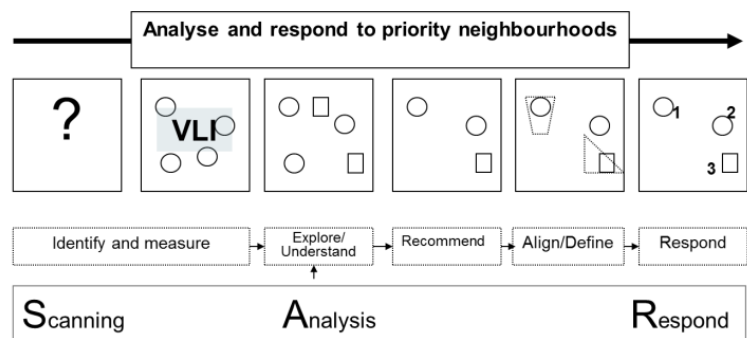 Analyse and respond to priority neighbourhoods
?
VLI
1
2
3
Identify and measure
Explore/
Understand
Recommend
Align/Define
Respond
Scanning
Analysis
Respond